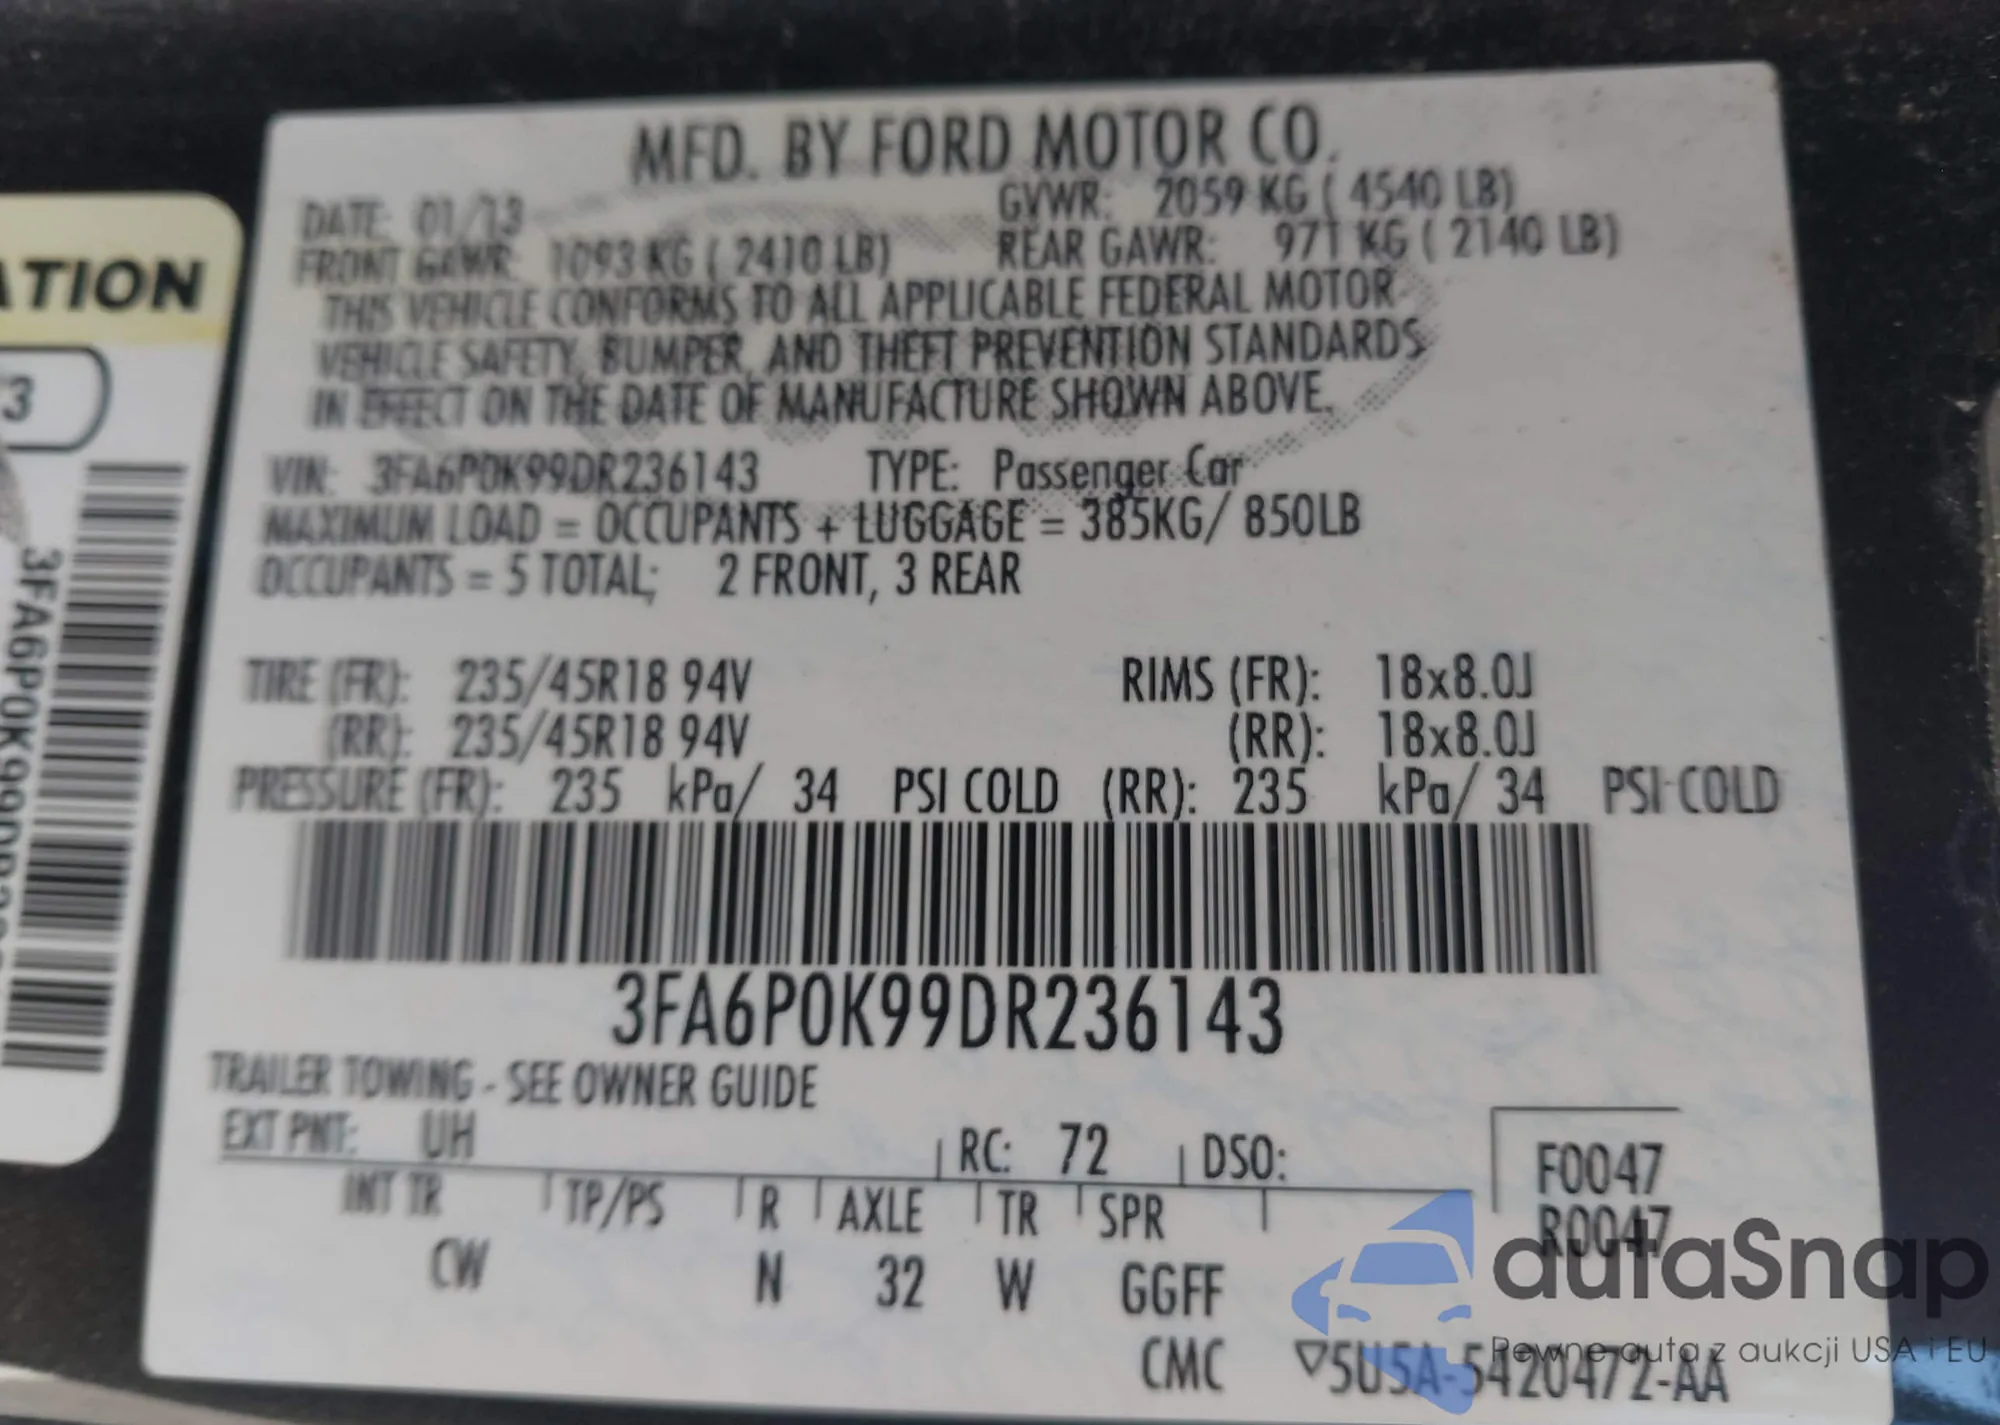 MFD. BY FORD MOTOR CO.
DATE: 01/13 GVWR: 2059 KG ( 4540 LB)
FRONT GAWR: 1093 KG ( 2410 LB) REAR GAWR: 971 KG ( 2140 LB)
THIS VEHICLE CONFORMS TO ALL APPLICABLE FEDERAL MOTOR
VEHICLE SAFETY, BUMPER, AND THEFT PREVENTION STANDARDS
IN EFFECT ON THE DATE OF MANUFACTURE SHOWN ABOVE.
VIN: 3FA6P0K99DR236143 TYPE: Passenger Car
MAXIMUM LOAD = OCCUPANTS + LUGGAGE = 385KG/ 850LB
OCCUPANTS = 5 TOTAL; 2 FRONT, 3 REAR
TIRE (FR): 235/45R18 94V RIMS (FR): 18x8.0J
(RR): 235/45R18 94V (RR): 18x8.0J
PRESSURE (FR): 235 kPa/ 34 PSI COLD (RR): 235 kPa/ 34 PSI COLD
3FA6P0K99DR236143
TRAILER TOWING - SEE OWNER GUIDE
EXT PNT: UH RC: 72 DSO:
INT TR TP/PS R AXLE TR SPR
CW N 32 W GGFF
F0047
R0047
CMC ▽5U5A-5420472-AA
autaSnap
Pewne auta z aukcji USA i EU